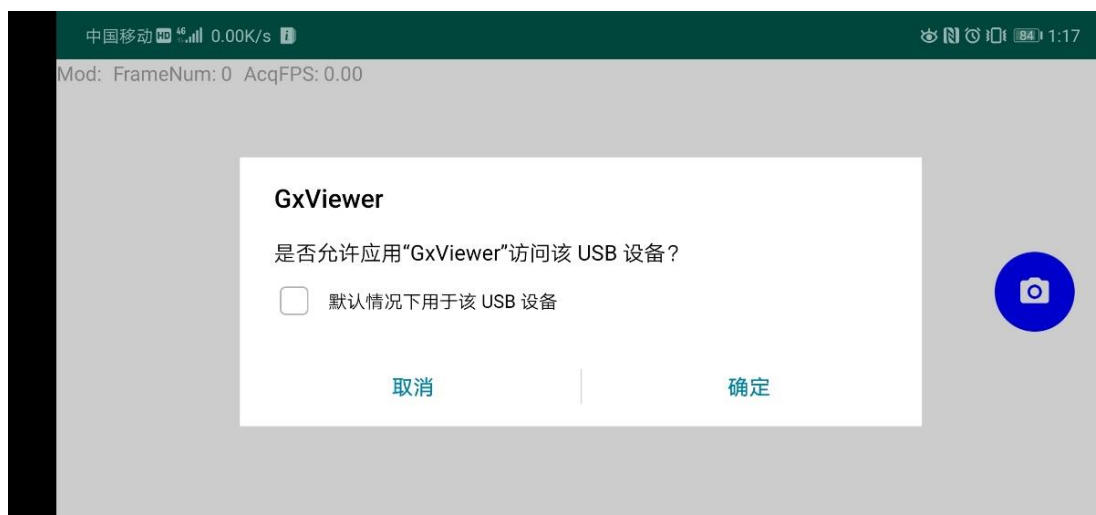 中国移动 HD 46 0.00K/s 84 1:17
Mod: FrameNum: 0 AcqFPS: 0.00
GxViewer
是否允许应用“GxViewer”访问该 USB 设备?
默认情况下用于该 USB 设备
取消 确定